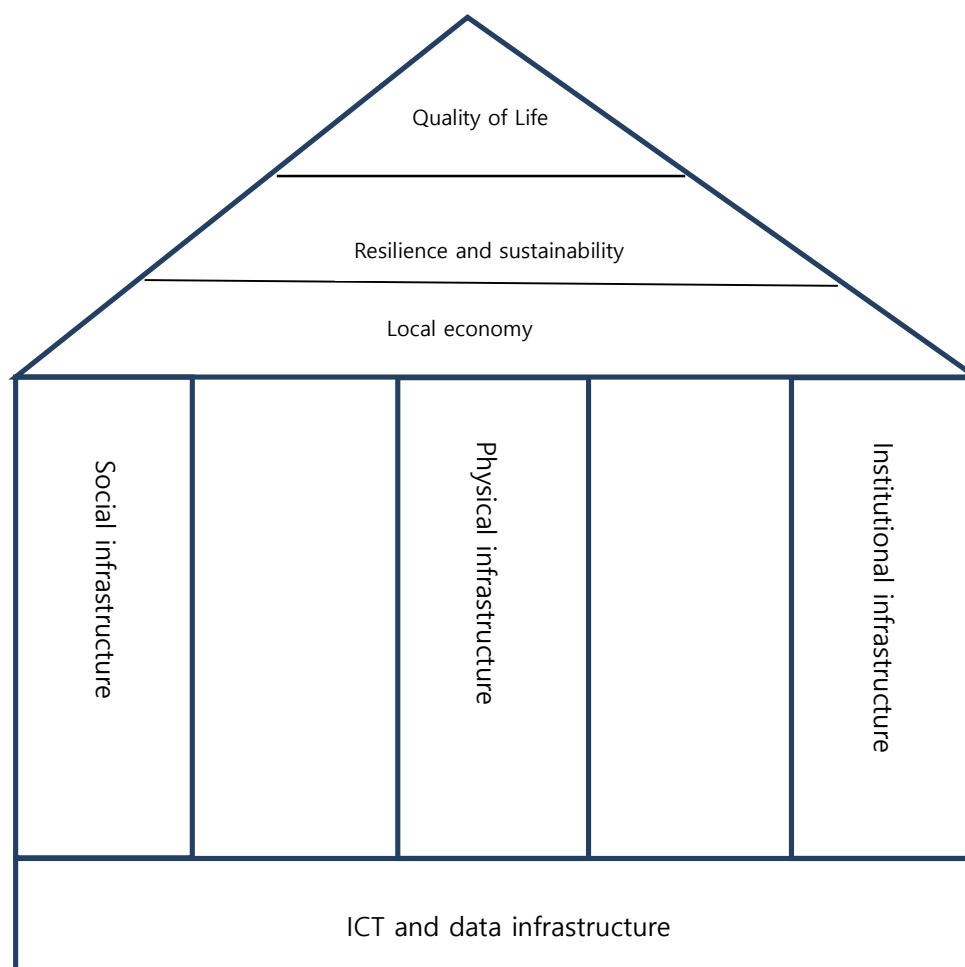 Quality of Life
Resilience and sustainability
Local economy
Social infrastructure
Physical infrastructure
Institutional infrastructure
ICT and data infrastructure